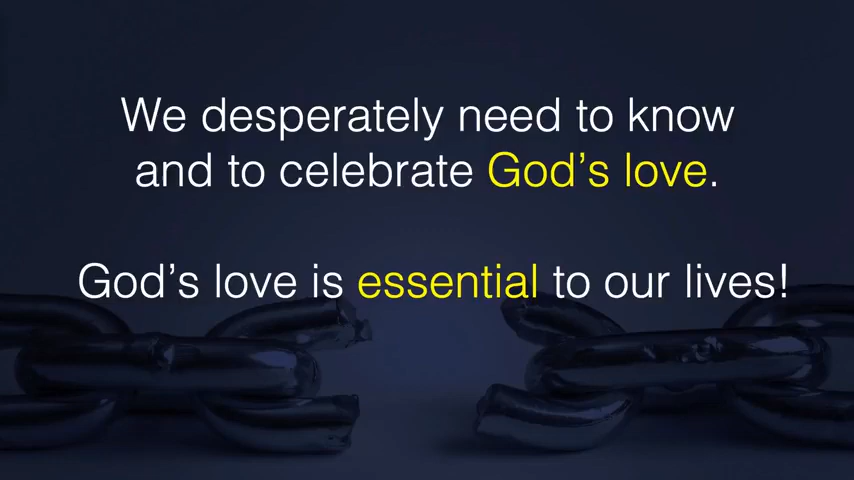 We desperately need to know
and to celebrate God's love.
God's love is essential to our lives!